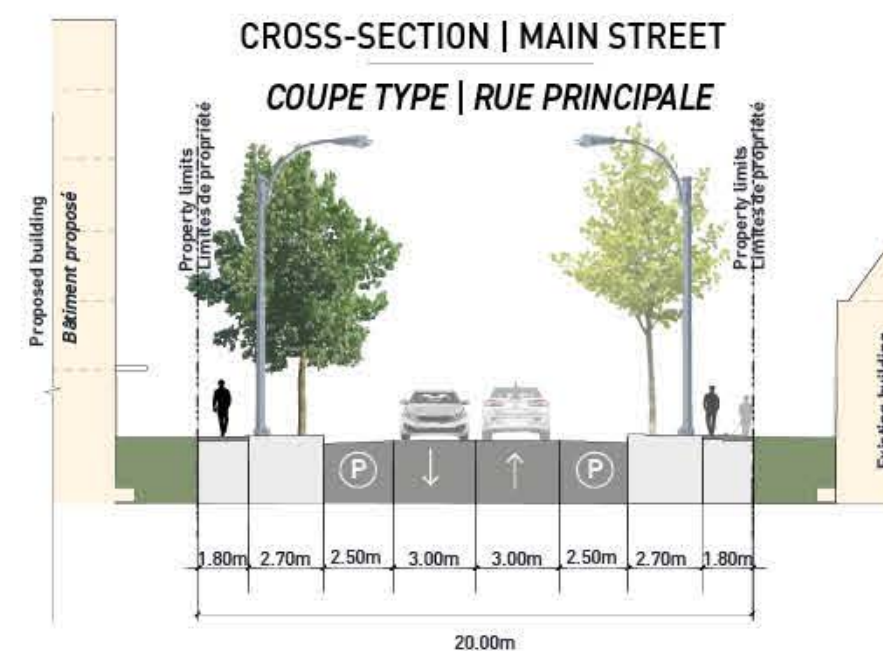 CROSS-SECTION | MAIN STREET
COUPE TYPE | RUE PRINCIPALE
Proposed building
Bâtiment proposé
Property limits
Limites de propriété
Property limits
Limites de propriété
Existing building
P
P
1.80m 2.70m 2.50m 3.00m 3.00m 2.50m 2.70m 1.80m
20.00m